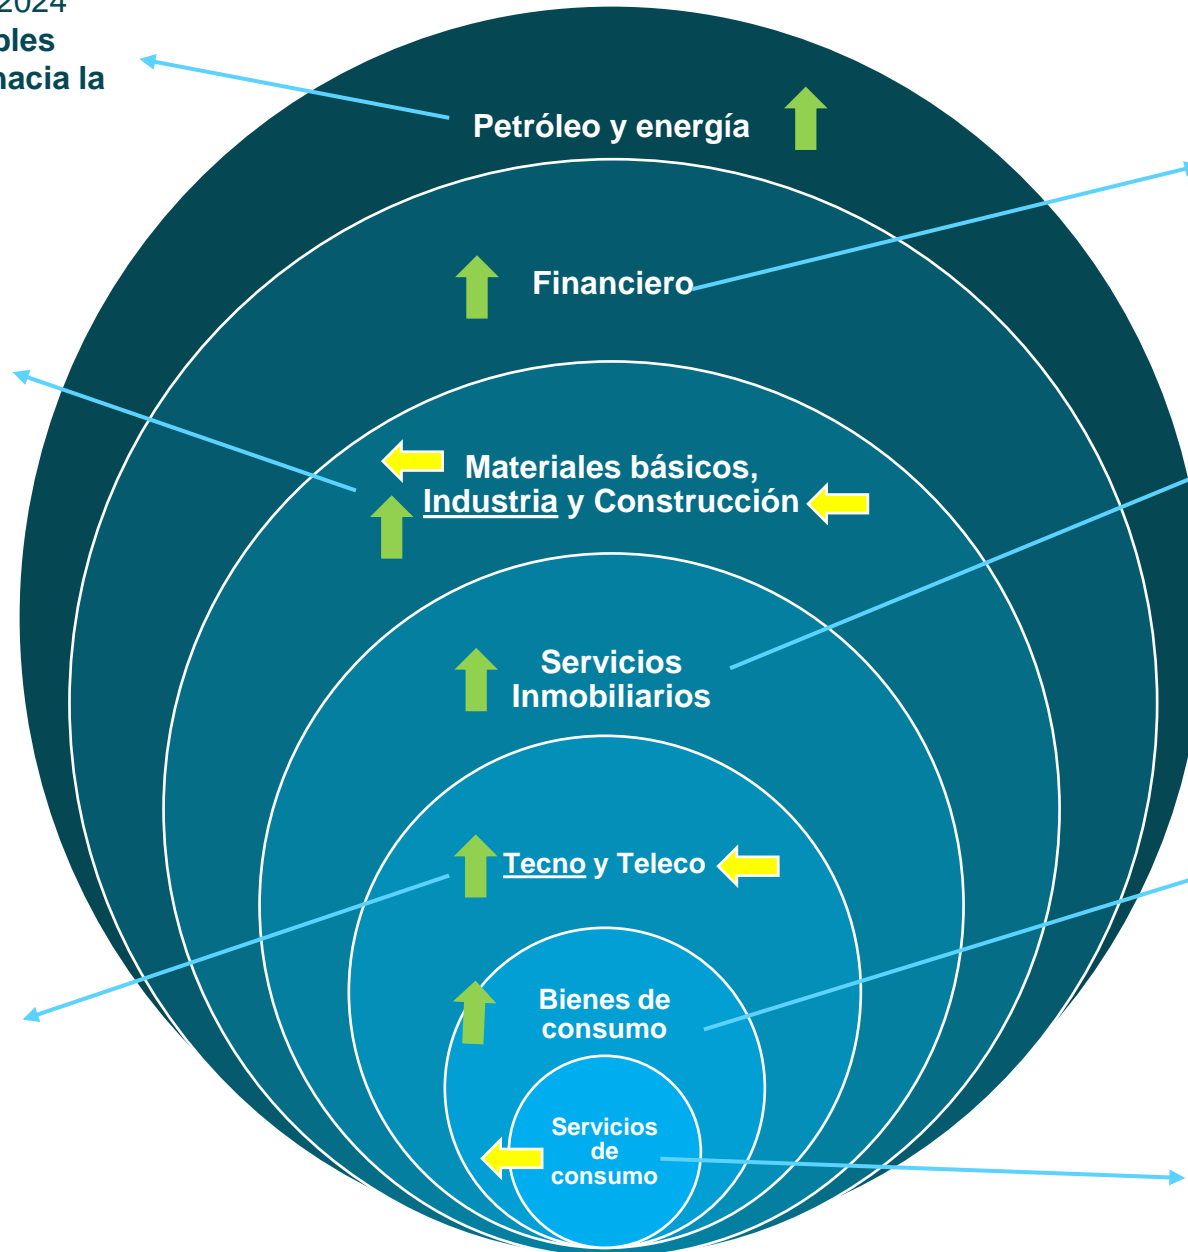 2024
bles
hacia la
Petróleo y energía
Financiero
Materiales básicos,
Industria y Construcción
Servicios
Inmobiliarios
Tecno y Teleco
Bienes de
consumo
Servicios
de
consumo